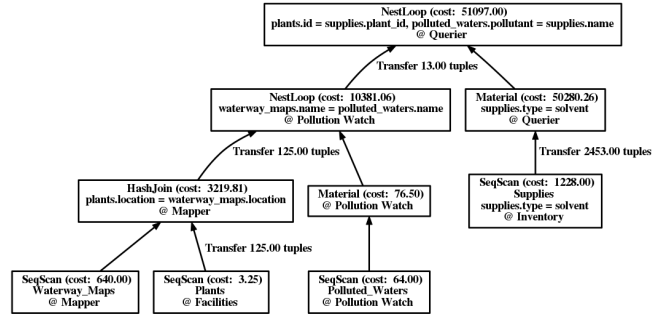 NestLoop (cost:  51097.00)
plants.id = supplies.plant_id, polluted_waters.pollutant = supplies.name
@ Querier
Transfer 13.00 tuples
NestLoop (cost:  10381.06)
waterway_maps.name = polluted_waters.name
@ Pollution Watch
Material (cost:  50280.26)
supplies.type = solvent
@ Querier
Transfer 125.00 tuples
Transfer 2453.00 tuples
HashJoin (cost:  3219.81)
plants.location = waterway_maps.location
@ Mapper
Material (cost:  76.50)
@ Pollution Watch
SeqScan (cost:  1228.00)
Supplies
supplies.type = solvent
@ Inventory
Transfer 125.00 tuples
SeqScan (cost:  640.00)
Waterway_Maps
@ Mapper
SeqScan (cost:  3.25)
Plants
@ Facilities
SeqScan (cost:  64.00)
Polluted_Waters
@ Pollution Watch